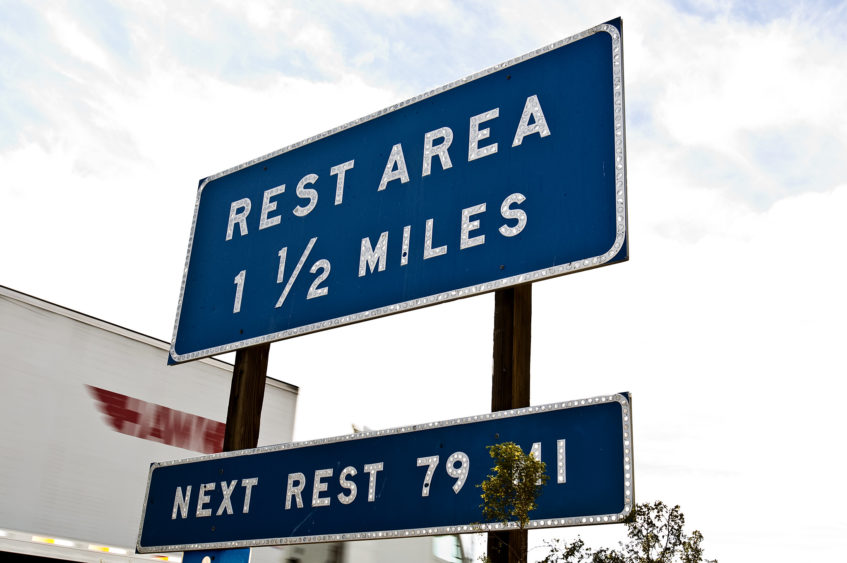 REST AREA
1 1/2 MILES
NEXT REST 79 MI